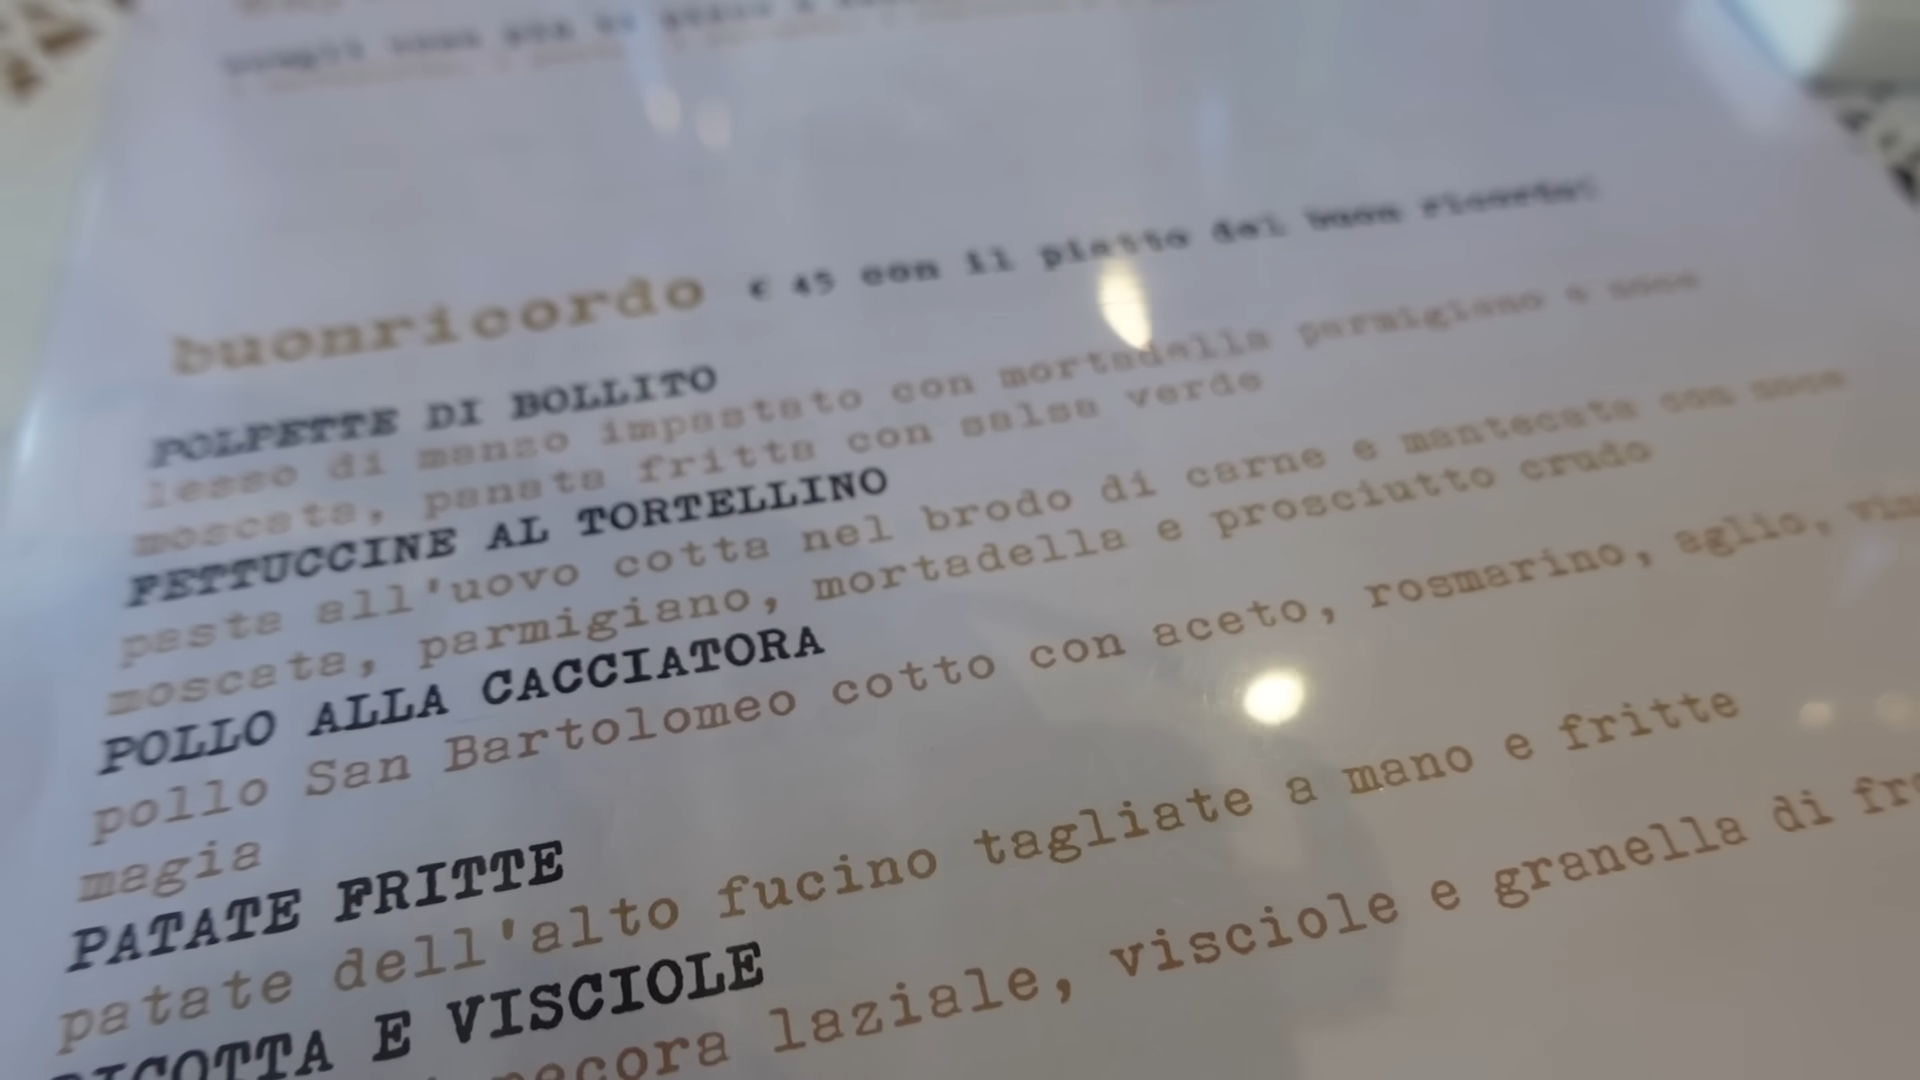 buonricordo € 45 con il piatto del buon ricordo!
POLPETTE DI BOLLITO
lesso di manzo impastato con mortadella parmigiano e noce
moscata, panata fritta con salsa verde
FETTUCCINE AL TORTELLINO
pasta all'uovo cotta nel brodo di carne e mantecata con noce
moscata, parmigiano, mortadella e prosciutto crudo
POLLO ALLA CACCIATORA
pollo San Bartolomeo cotto con aceto, rosmarino, aglio,
magia
PATATE FRITTE
patate dell'alto fucino tagliate a mano e fritte
RICOTTA E VISCIOLE
pecora laziale, visciole e granella di